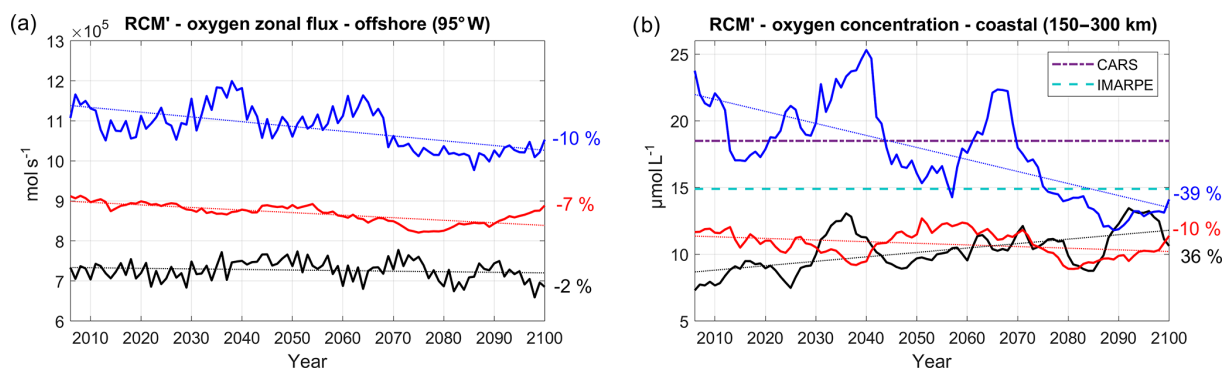 (a)
RCM' - oxygen zonal flux - offshore (95° W)
×10⁵
13
12
11
10
9
8
7
6
mol s⁻¹
-10 %
-7 %
-2 %
2010 2020 2030 2040 2050 2060 2070 2080 2090 2100
Year
(b)
RCM' - oxygen concentration - coastal (150–300 km)
25
20
15
10
5
μmol L⁻¹
CARS
IMARPE
-39 %
-10 %
36 %
2010 2020 2030 2040 2050 2060 2070 2080 2090 2100
Year